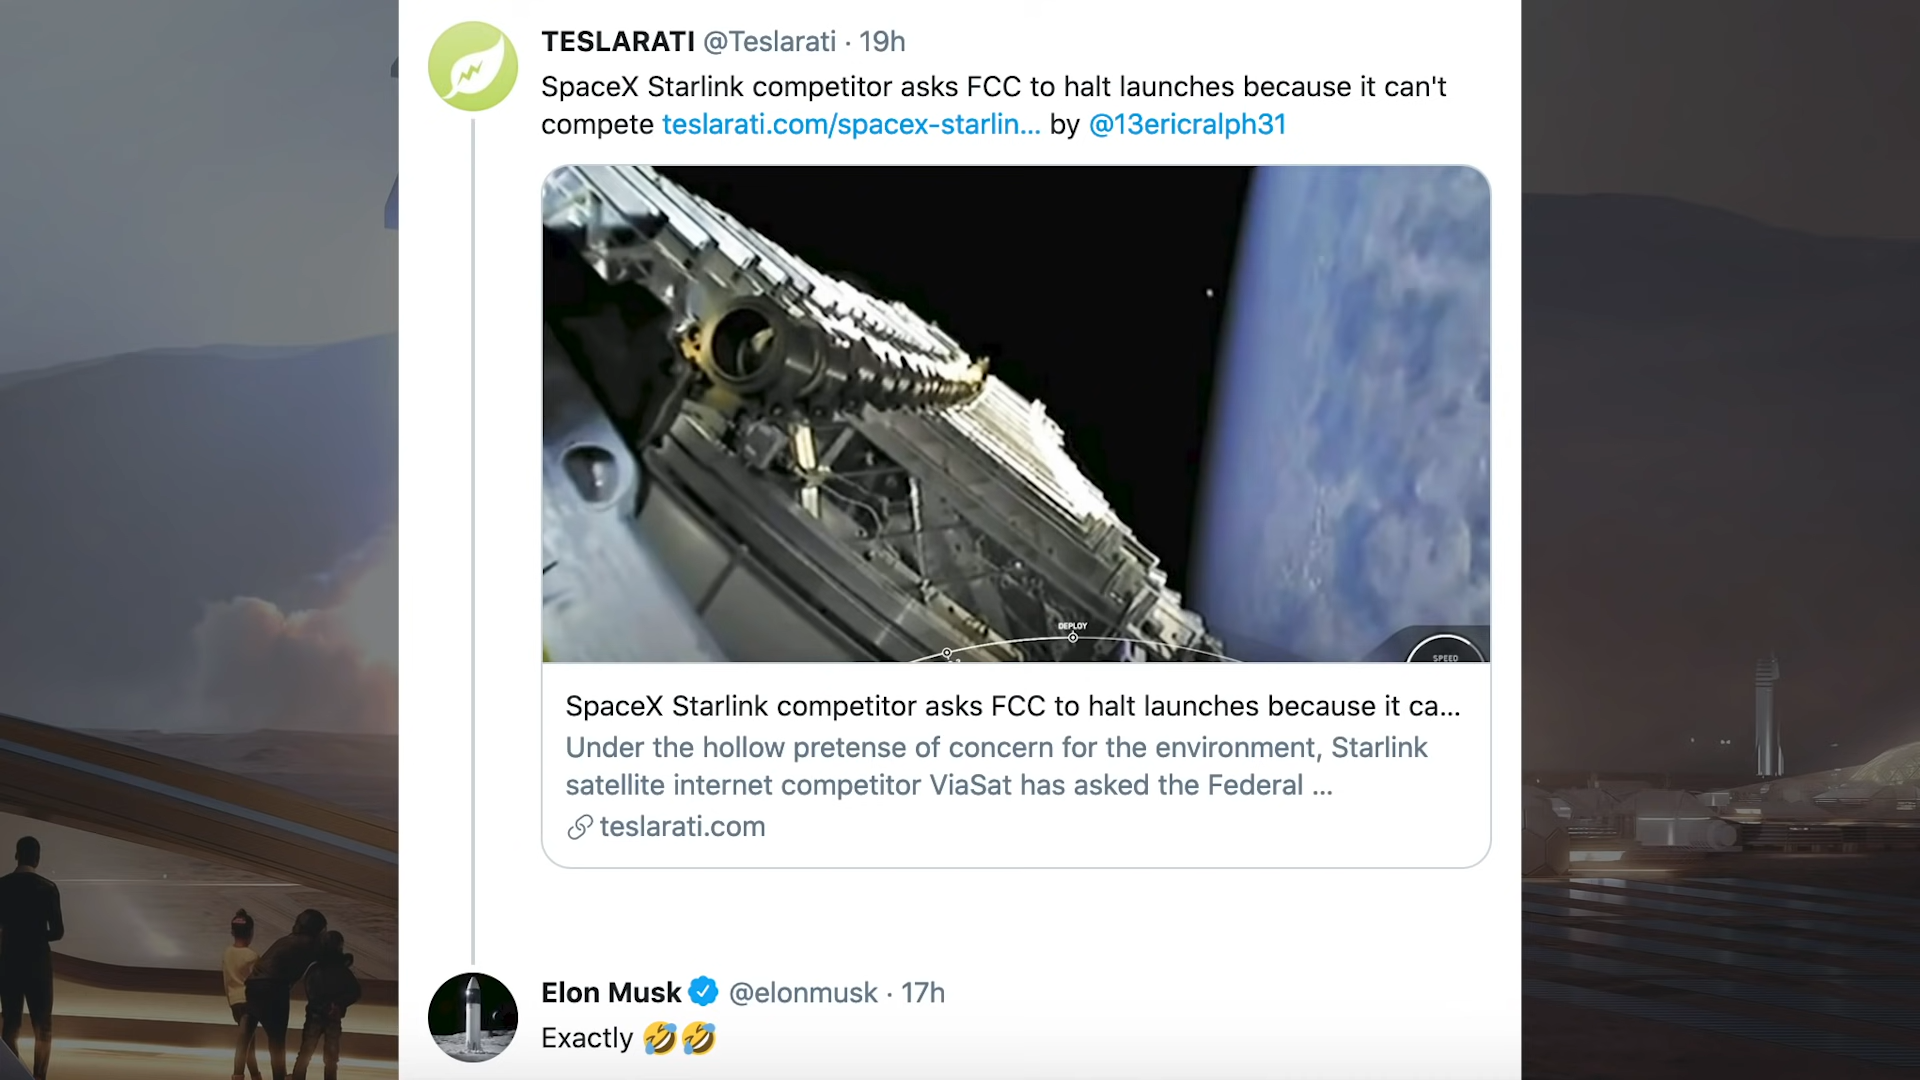 TESLARATI @Teslarati · 19h
SpaceX Starlink competitor asks FCC to halt launches because it can't
compete teslarati.com/spacex-starlin... by @13ericralph31
DEPLOY
SPEED
SpaceX Starlink competitor asks FCC to halt launches because it ca...
Under the hollow pretense of concern for the environment, Starlink
satellite internet competitor ViaSat has asked the Federal ...
teslarati.com
Elon Musk @elonmusk · 17h
Exactly 🤣🤣